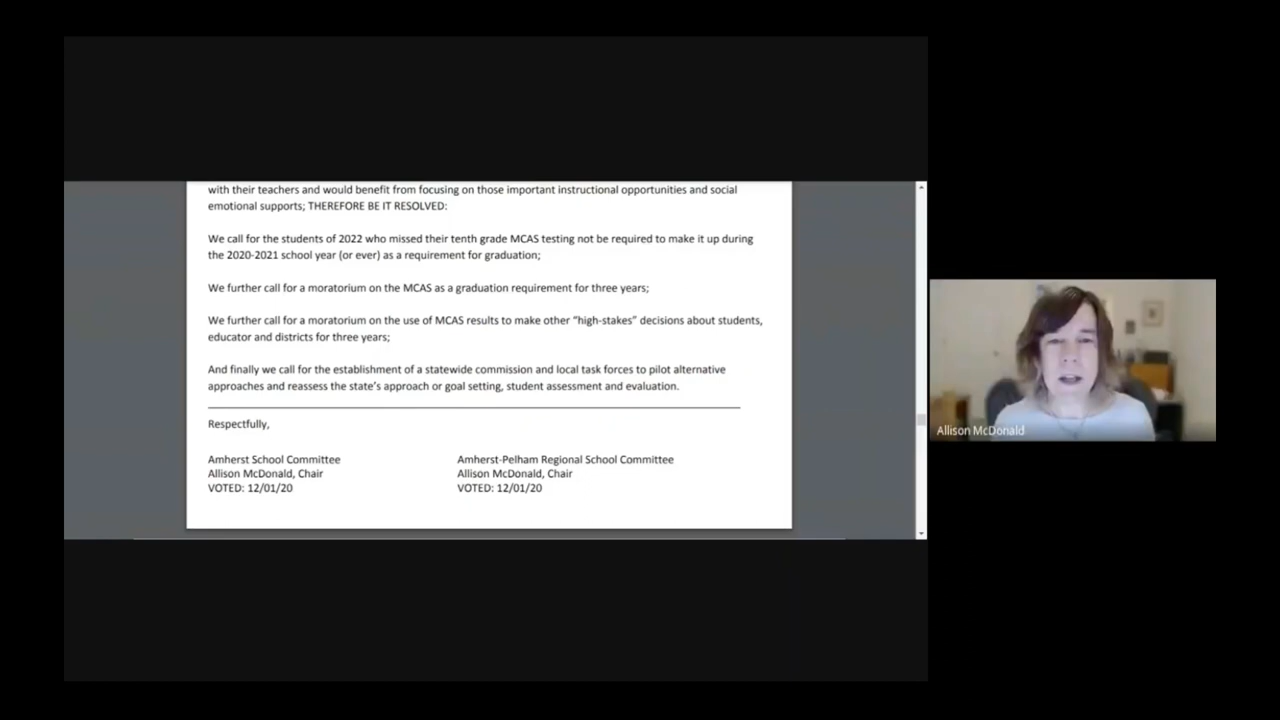 with their teachers and would benefit from focusing on those important instructional opportunities and social
emotional supports; THEREFORE BE IT RESOLVED:
We call for the students of 2022 who missed their tenth grade MCAS testing not be required to make it up during
the 2020-2021 school year (or ever) as a requirement for graduation;
We further call for a moratorium on the MCAS as a graduation requirement for three years;
We further call for a moratorium on the use of MCAS results to make other “high-stakes” decisions about students,
educator and districts for three years;
And finally we call for the establishment of a statewide commission and local task forces to pilot alternative
approaches and reassess the state’s approach or goal setting, student assessment and evaluation.
Respectfully,
Amherst School Committee
Allison McDonald, Chair
VOTED: 12/01/20
Amherst-Pelham Regional School Committee
Allison McDonald, Chair
VOTED: 12/01/20
Allison McDonald